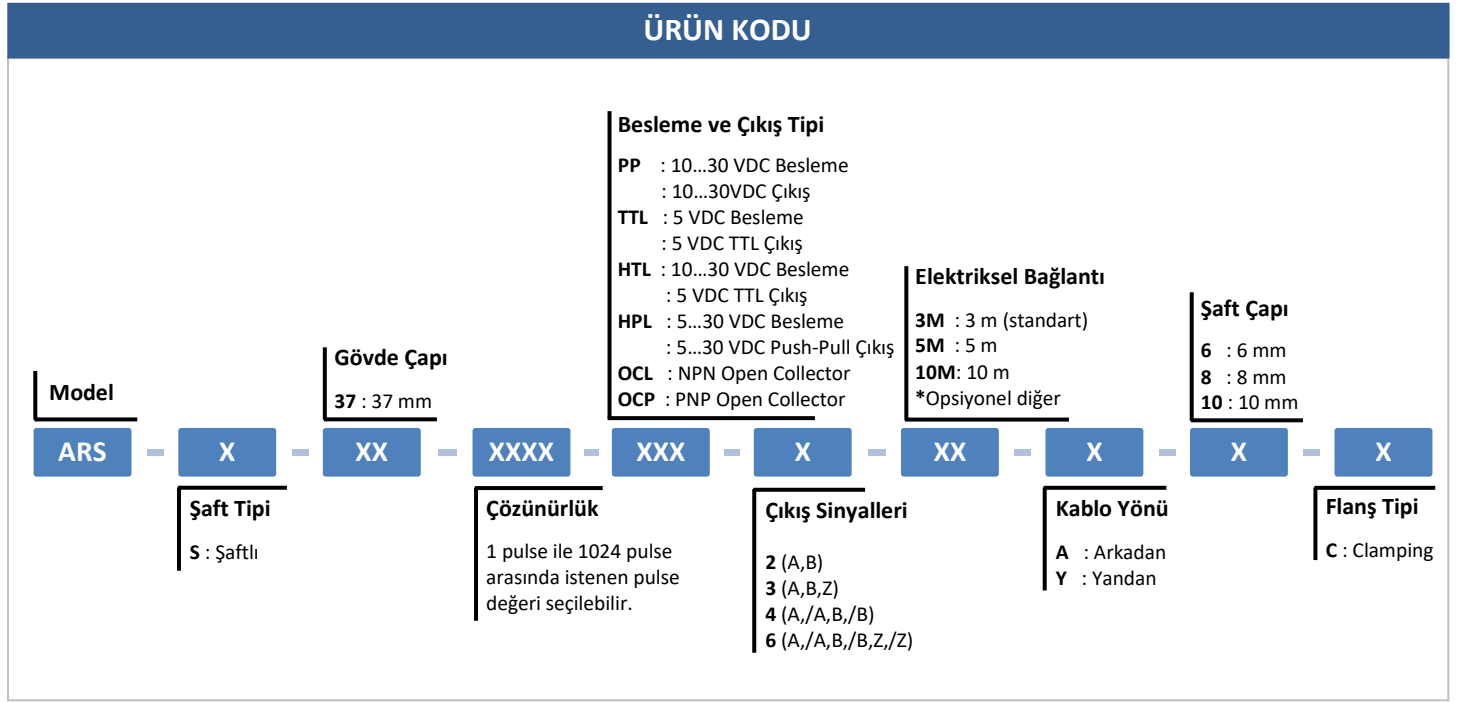 ÜRÜN KODU
Besleme ve Çıkış Tipi
PP : 10...30 VDC Besleme
: 10...30VDC Çıkış
TTL : 5 VDC Besleme
: 5 VDC TTL Çıkış
HTL : 10...30 VDC Besleme
: 5 VDC TTL Çıkış
HPL : 5...30 VDC Besleme
: 5...30 VDC Push-Pull Çıkış
OCL : NPN Open Collector
OCP : PNP Open Collector
Elektriksel Bağlantı
3M : 3 m (standart)
5M : 5 m
10M: 10 m
*Opsiyonel diğer
Şaft Çapı
6 : 6 mm
8 : 8 mm
10 : 10 mm
Gövde Çapı
37 : 37 mm
Model
ARS - X - XX - XXXX - XXX - X - XX - X - X - X
Şaft Tipi
S : Şaftlı
Çözünürlük
1 pulse ile 1024 pulse
arasında istenen pulse
değeri seçilebilir.
Çıkış Sinyalleri
2 (A,B)
3 (A,B,Z)
4 (A,/A,B,/B)
6 (A,/A,B,/B,Z,/Z)
Kablo Yönü
A : Arkadan
Y : Yandan
Flanş Tipi
C : Clamping